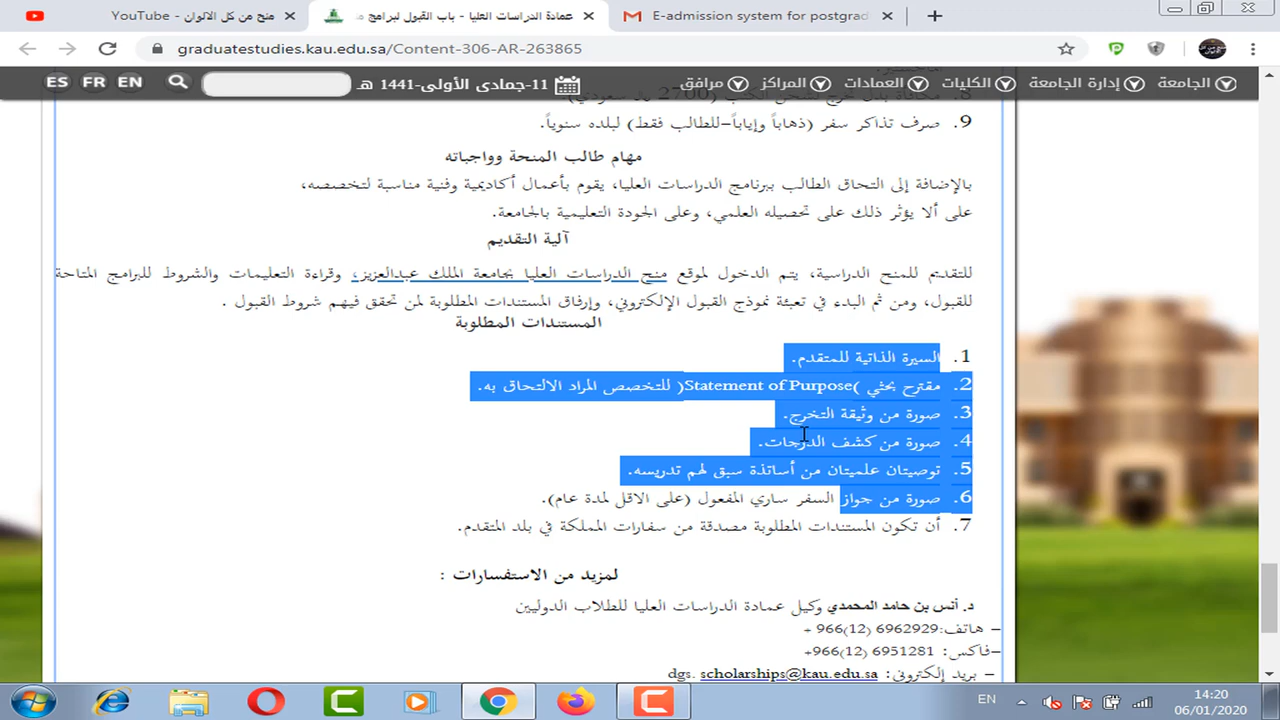 منح من كل الالوان - YouTube
عمادة الدراسات العليا - باب القبول لبرامج
E-admission system for postgrad
graduatestudies.kau.edu.sa/Content-306-AR-263865
الجامعة
إدارة الجامعة
الكليات
العمادات
المراكز
مرافق
11-جمادى الأولى-1441 هـ
EN
FR
ES
9. صرف تذاكر سفر (ذهاباً وإياباً-للطالب فقط) لبلده سنوياً.
مهام طالب المنحة وواجباته
بالإضافة إلى التحاق الطالب ببرنامج الدراسات العليا، يقوم بأعمال أكاديمية وفنية مناسبة لتخصصه،
على ألا يؤثر ذلك على تحصيله العلمي، وعلى الجودة التعليمية بالجامعة.
آلية التقديم
للتقديم للمنح الدراسية، يتم الدخول لموقع منح الدراسات العليا بجامعة الملك عبدالعزيز، وقراءة التعليمات والشروط للبرامج المتاحة
للقبول، ومن ثم البدء في تعبئة نموذج القبول الإلكتروني، وإرفاق المستندات المطلوبة لمن تحقق فيهم شروط القبول .
المستندات المطلوبة
1. السيرة الذاتية للمتقدم.
2. مقترح بحثي )Statement of Purpose( للتخصص المراد الالتحاق به.
3. صورة من وثيقة التخرج.
4. صورة من كشف الدرجات.
5. توصيتان علميتان من أساتذة سبق لهم تدريسه.
6. صورة من جواز السفر ساري المفعول (على الاقل لمدة عام).
7. أن تكون المستندات المطلوبة مصدقة من سفارات المملكة في بلد المتقدم.
لمزيد من الاستفسارات :
د. أنس بن حامد المحمدي وكيل عمادة الدراسات العليا للطلاب الدوليين
– هاتف:6962929 (12)966 +
–فاكس: 6951281 (12)966+
– بريد إلكتروني: dgs. scholarships@kau.edu.sa
EN
14:20
06/01/2020